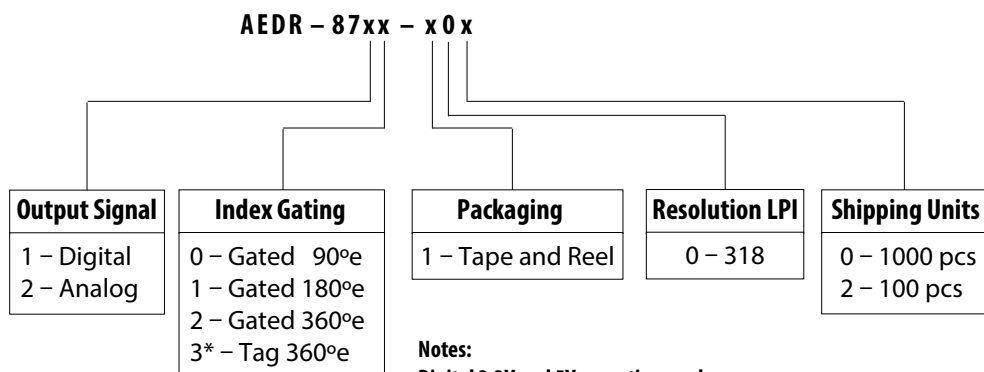 AEDR – 87xx – x0x
Output Signal
1 – Digital
2 – Analog
Index Gating
0 – Gated 90ºe
1 – Gated 180ºe
2 – Gated 360ºe
3* – Tag 360ºe
Packaging
1 – Tape and Reel
Resolution LPI
0 – 318
Shipping Units
0 – 1000 pcs
2 – 100 pcs
Notes: